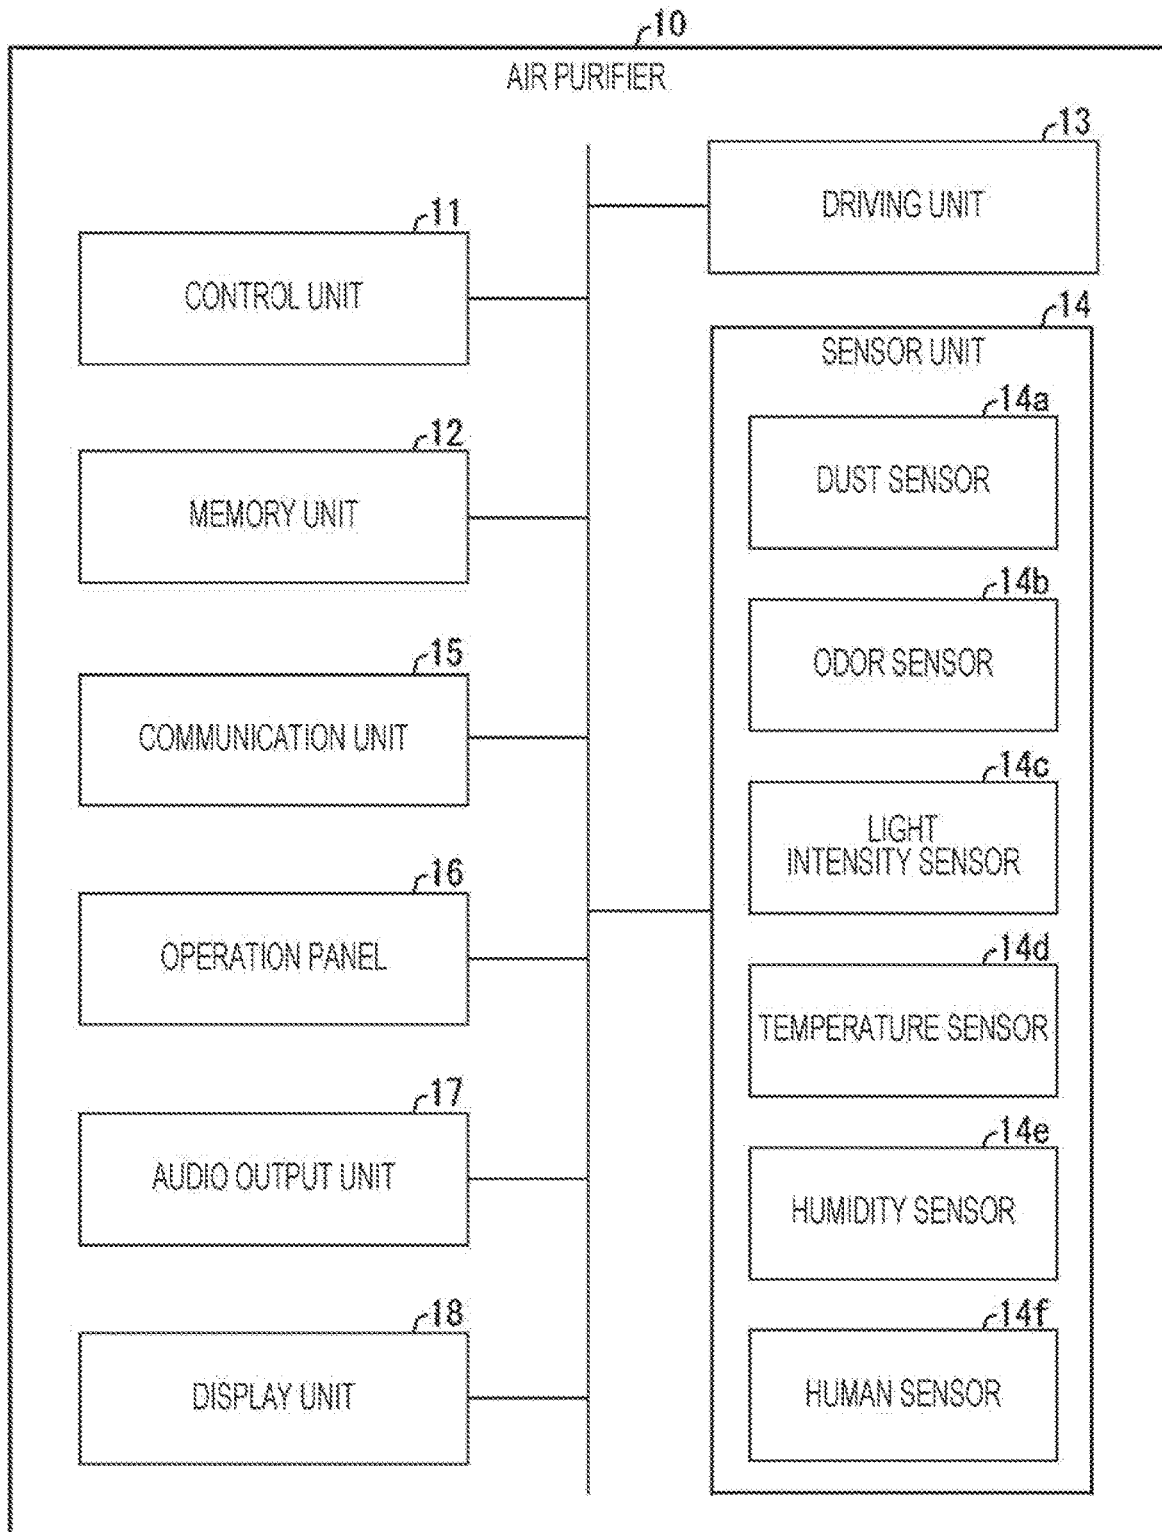 10
AIR PURIFIER
11
CONTROL UNIT
12
MEMORY UNIT
15
COMMUNICATION UNIT
16
OPERATION PANEL
17
AUDIO OUTPUT UNIT
18
DISPLAY UNIT
13
DRIVING UNIT
14
SENSOR UNIT
14a
DUST SENSOR
14b
ODOR SENSOR
14c
LIGHT
INTENSITY SENSOR
14d
TEMPERATURE SENSOR
14e
HUMIDITY SENSOR
14f
HUMAN SENSOR